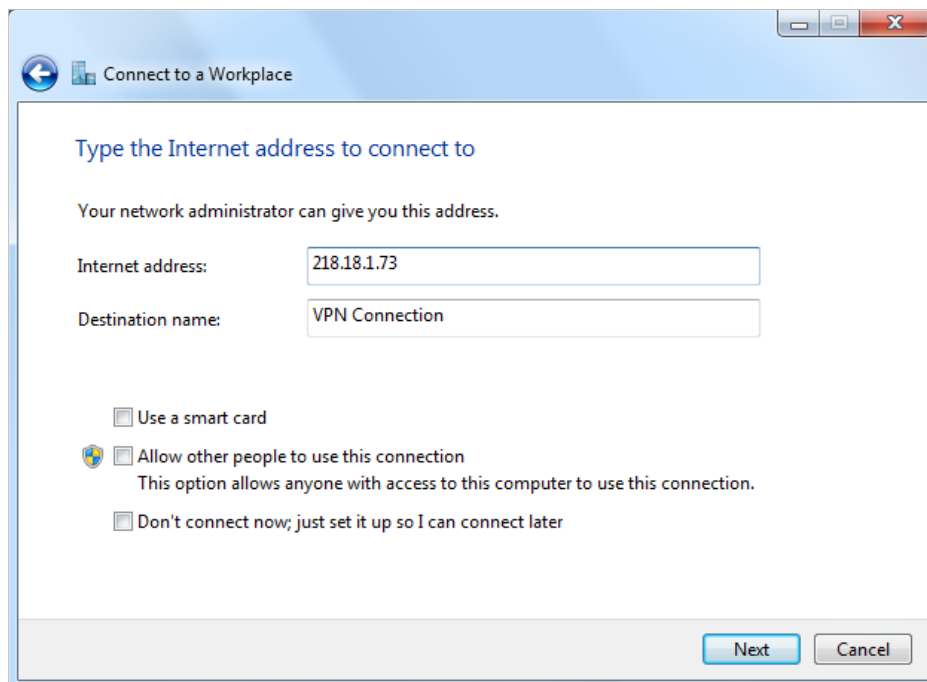 Connect to a Workplace
Type the Internet address to connect to
Your network administrator can give you this address.
Internet address: 218.18.1.73
Destination name: VPN Connection
Use a smart card
Allow other people to use this connection
This option allows anyone with access to this computer to use this connection.
Don't connect now; just set it up so I can connect later
Next Cancel